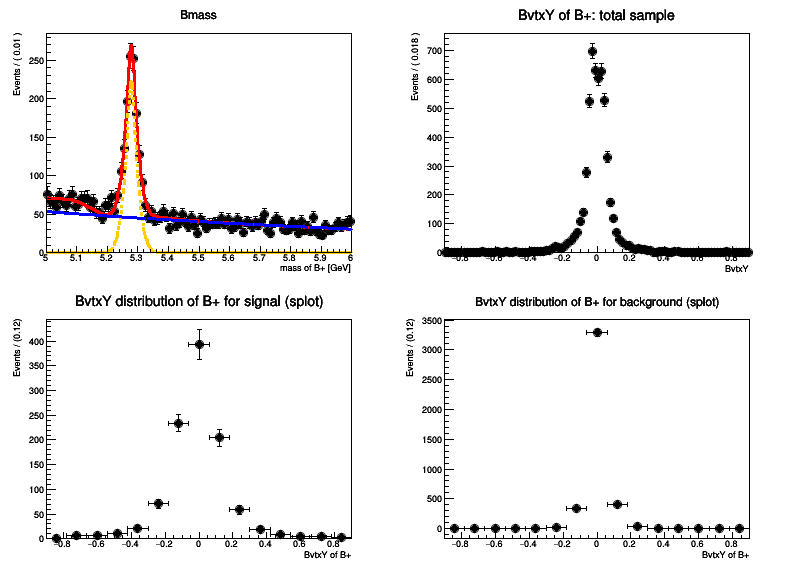 Bmass
Events / ( 0.01 )
250
200
150
100
50
0
5 5.1 5.2 5.3 5.4 5.5 5.6 5.7 5.8 5.9 6
mass of B+ [GeV]
BvtxY of B+: total sample
Events / ( 0.018 )
700
600
500
400
300
200
100
0
−0.8 −0.6 −0.4 −0.2 0 0.2 0.4 0.6 0.8
BvtxY
BvtxY distribution of B+ for signal (splot)
Events / (0.12)
400
350
300
250
200
150
100
50
0
−0.8 −0.6 −0.4 −0.2 0 0.2 0.4 0.6 0.8
BvtxY of B+
BvtxY distribution of B+ for background (splot)
Events / (0.12)
3500
3000
2500
2000
1500
1000
500
0
−0.8 −0.6 −0.4 −0.2 0 0.2 0.4 0.6 0.8
BvtxY of B+